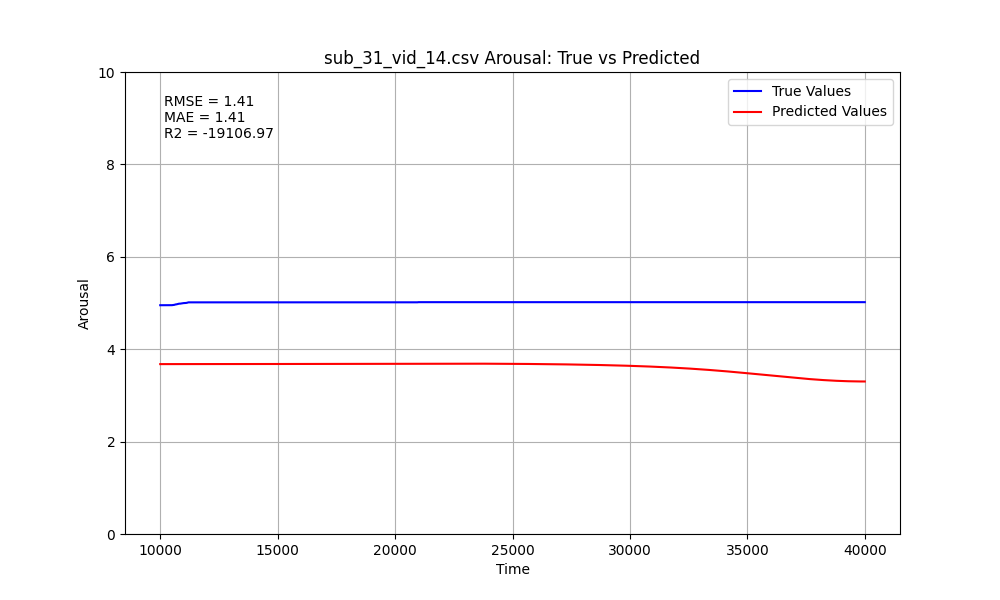 sub_31_vid_14.csv Arousal: True vs Predicted
RMSE = 1.41
MAE = 1.41
R2 = -19106.97
True Values
Predicted Values
10
8
6
4
2
0
Arousal
10000 15000 20000 25000 30000 35000 40000
Time